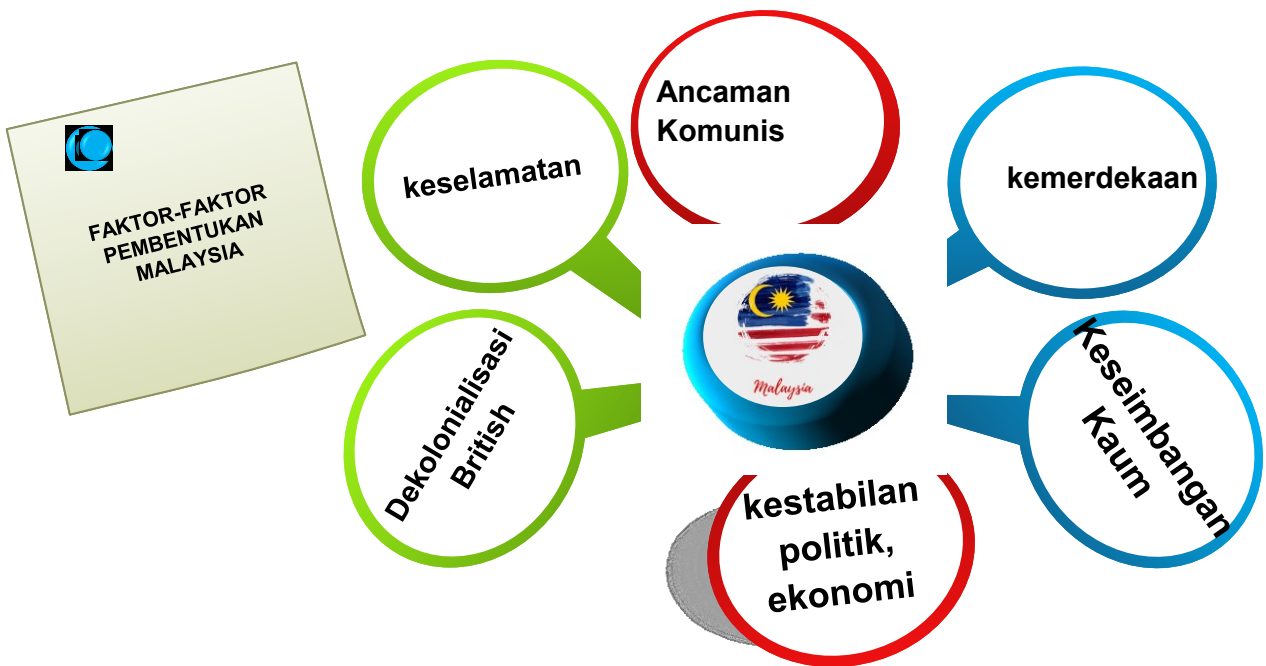 FAKTOR-FAKTOR
PEMBENTUKAN
MALAYSIA
keselamatan
Ancaman
Komunis
kemerdekaan
Dekolonialisasi
British
Malaysia
Keseimbangan
Kaum
kestabilan
politik,
ekonomi